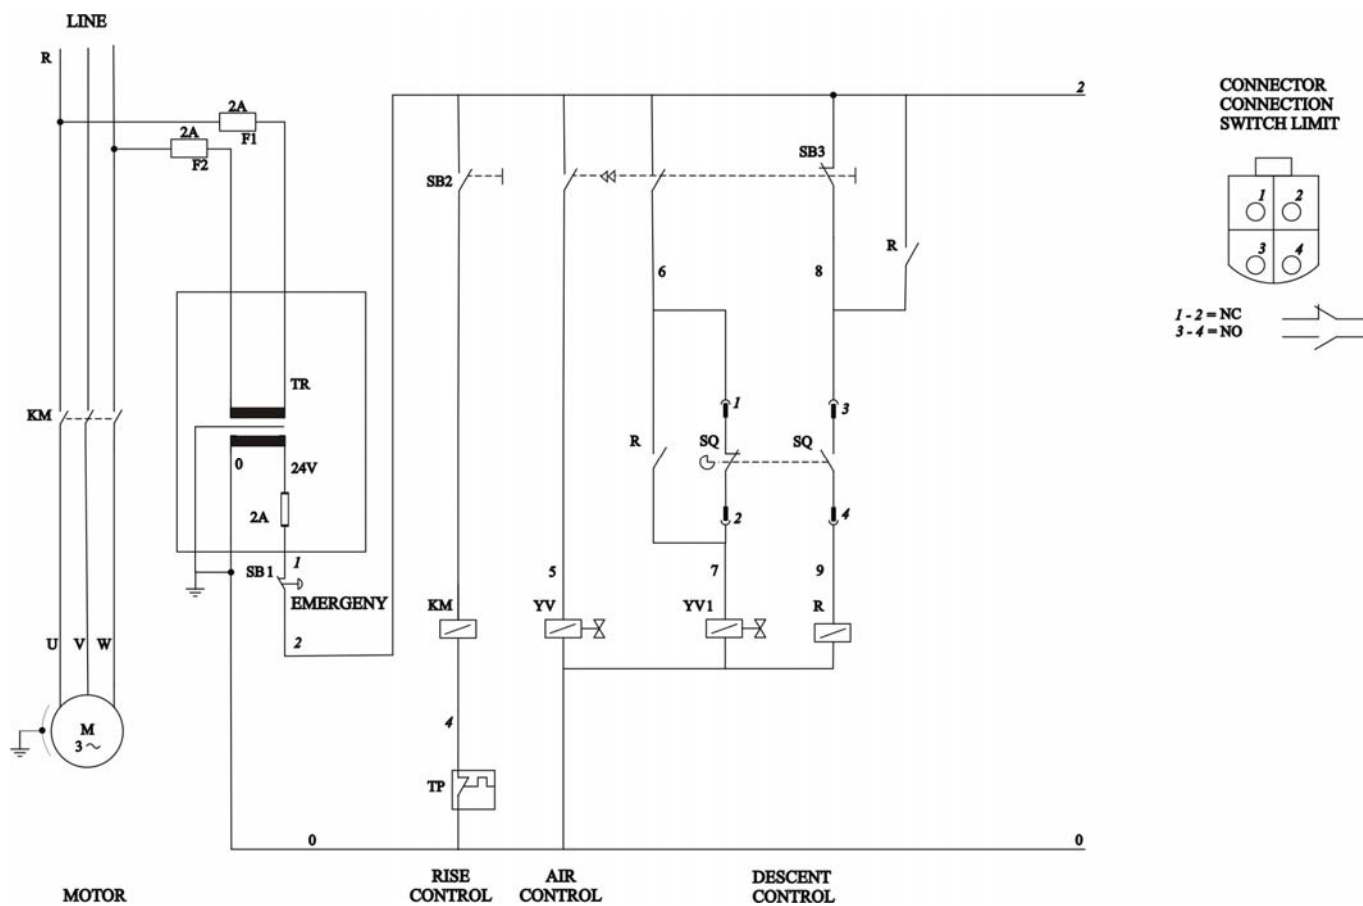 LINE
R
2A
F1
2A
F2
2
CONNECTOR
CONNECTION
SWITCH LIMIT
SB3
SB2
1 2
3 4
R
6
8
1 - 2 = NC
3 - 4 = NO
TR
KM
1
3
R
SQ
SQ
0
24V
2A
2
4
1
SB1
EMERGENY
5
7
9
KM
YV
YV1
R
U V W
2
M
3 ~
4
TP
0
0
MOTOR
RISE
CONTROL
AIR
CONTROL
DESCENT
CONTROL